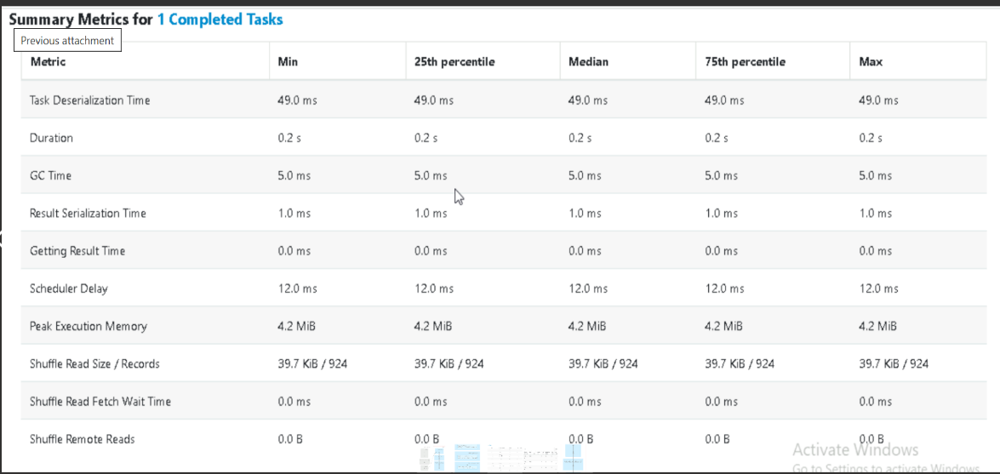 Summary Metrics for 1 Completed Tasks
Previous attachment
Metric Min 25th percentile Median 75th percentile Max
Task Deserialization Time 49.0 ms 49.0 ms 49.0 ms 49.0 ms 49.0 ms
Duration 0.2 s 0.2 s 0.2 s 0.2 s 0.2 s
GC Time 5.0 ms 5.0 ms 5.0 ms 5.0 ms 5.0 ms
Result Serialization Time 1.0 ms 1.0 ms 1.0 ms 1.0 ms 1.0 ms
Getting Result Time 0.0 ms 0.0 ms 0.0 ms 0.0 ms 0.0 ms
Scheduler Delay 12.0 ms 12.0 ms 12.0 ms 12.0 ms 12.0 ms
Peak Execution Memory 4.2 MiB 4.2 MiB 4.2 MiB 4.2 MiB 4.2 MiB
Shuffle Read Size / Records 39.7 KiB / 924 39.7 KiB / 924 39.7 KiB / 924 39.7 KiB / 924 39.7 KiB / 924
Shuffle Read Fetch Wait Time 0.0 ms 0.0 ms 0.0 ms 0.0 ms 0.0 ms
Shuffle Remote Reads 0.0 B 0.0 B 0.0 B 0.0 B 0.0 B
Activate Windows
Go to Settings to activate Windows.